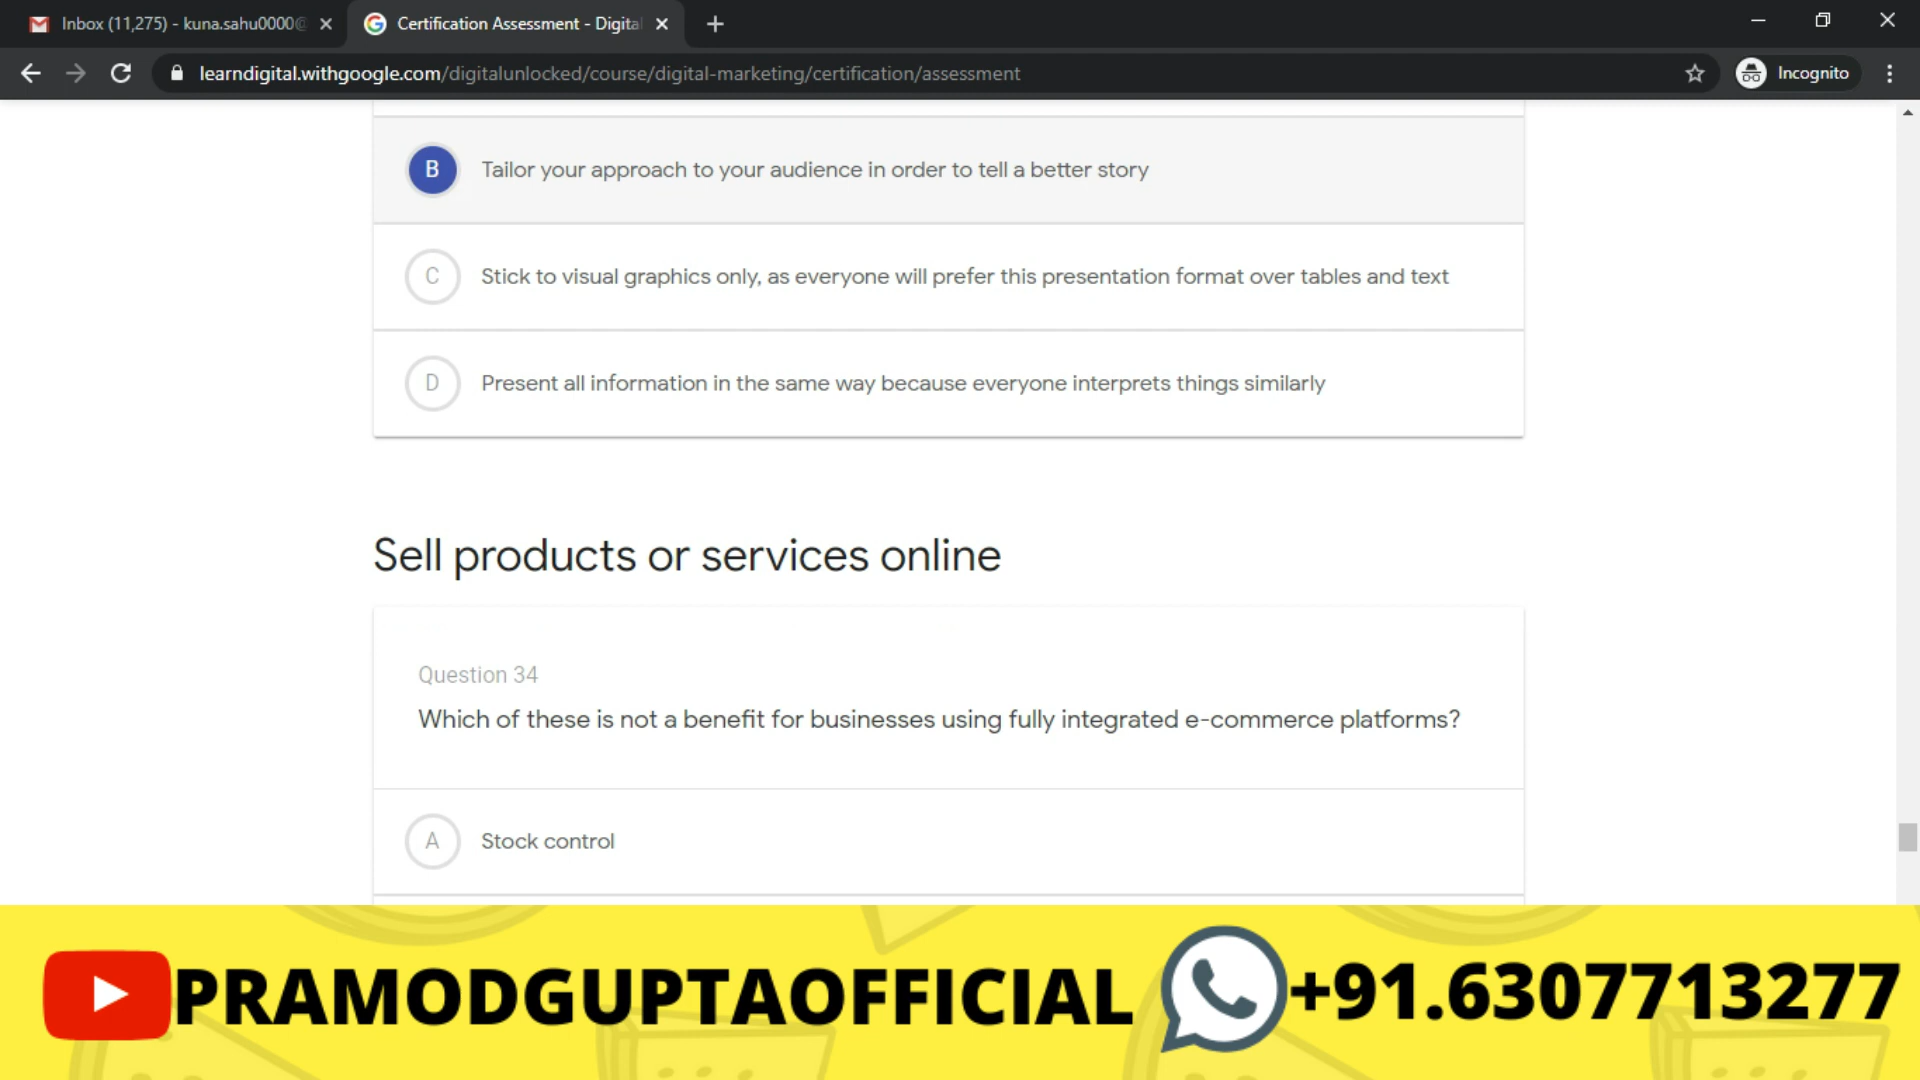 Inbox (11,275) - kuna.sahu0000@
Certification Assessment - Digita
learndigital.withgoogle.com/digitalunlocked/course/digital-marketing/certification/assessment
Incognito
B Tailor your approach to your audience in order to tell a better story
C Stick to visual graphics only, as everyone will prefer this presentation format over tables and text
D Present all information in the same way because everyone interprets things similarly
Sell products or services online
Question 34
Which of these is not a benefit for businesses using fully integrated e-commerce platforms?
A Stock control
PRAMODGUPTAOFFICIAL +91.6307713277